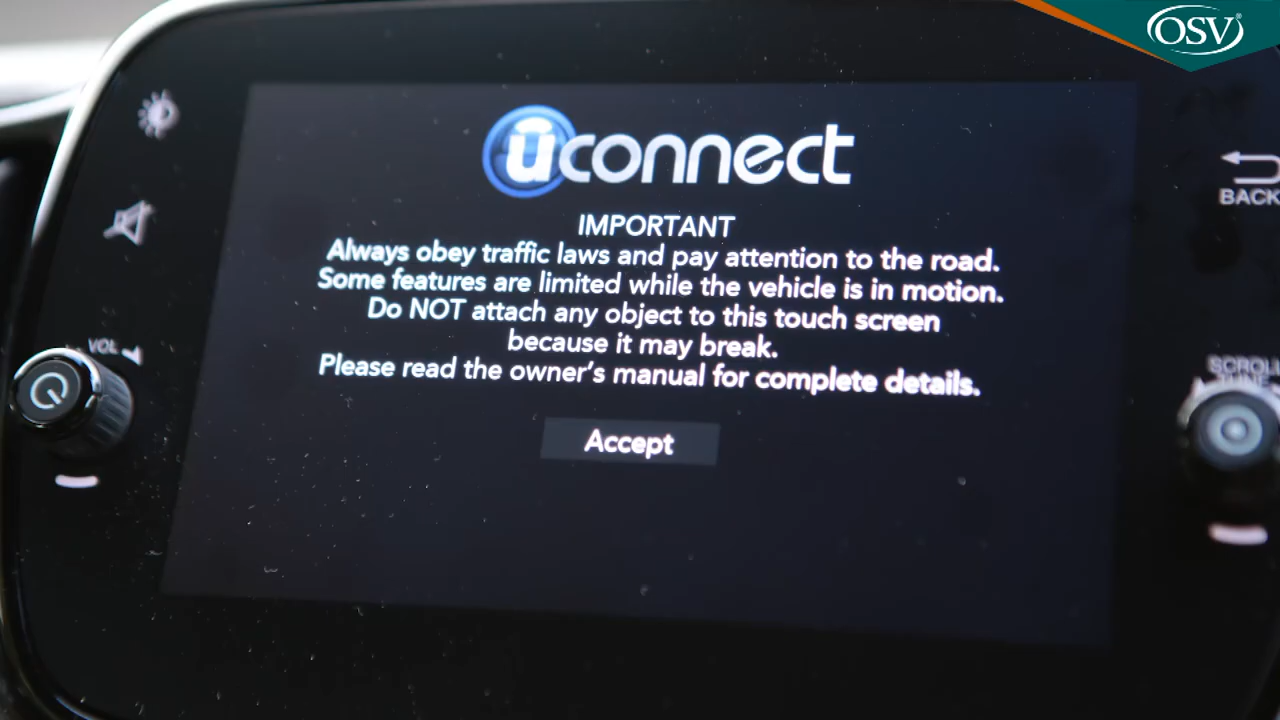 OSV
uconnect
IMPORTANT
Always obey traffic laws and pay attention to the road.
Some features are limited while the vehicle is in motion.
Do NOT attach any object to this touch screen
because it may break.
Please read the owner's manual for complete details.
Accept
BACK
VOL
SCROLL
TUNE